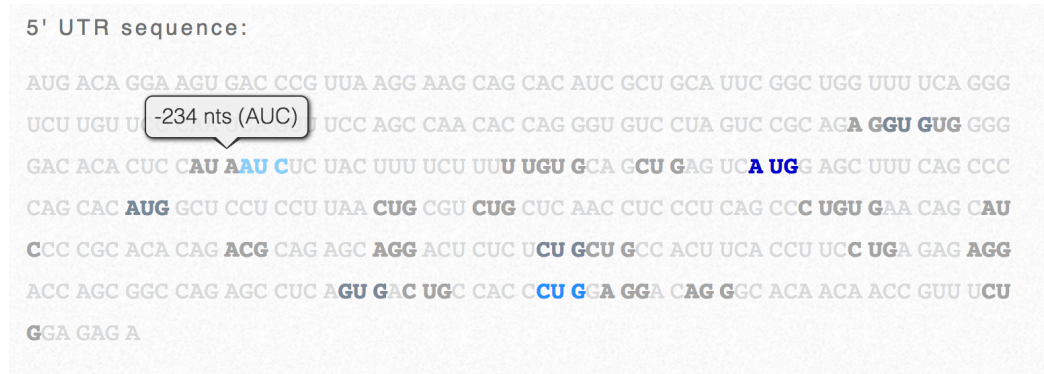 5' UTR sequence:
AUG ACA GGA AGU GAC CCG UUA AGG AAG CAG CAC AUC GCU GCA UUC GGC UGG UUU UCA GGG
-234 nts (AUC)
UCU UGU UCC AGC CAA CAC CAG GGU GUC CUA GUC CGC AGA GGU GUG GGG
GAC ACA CUC CAU AAU CUC UAC UUU UCU UUU UGU GCA GCU GAG UCA UGG AGC UUU CAG CCC
CAG CAC AUG GCU CCU CCU UAA CUG CGU CUG CUC AAC CUC CCU CAG CCC UGU GAA CAG CAU
CCC CGC ACA CAG ACG CAG AGC AGG ACU CUC UCU GCU GCC ACU UCA CCU UCC UGA GAG AGG
ACC AGC GGC CAG AGC CUC AGU GAC UGC CAC CCU GGA GGA CAG GGC ACA ACA ACC GUU UCU
GGA GAG A